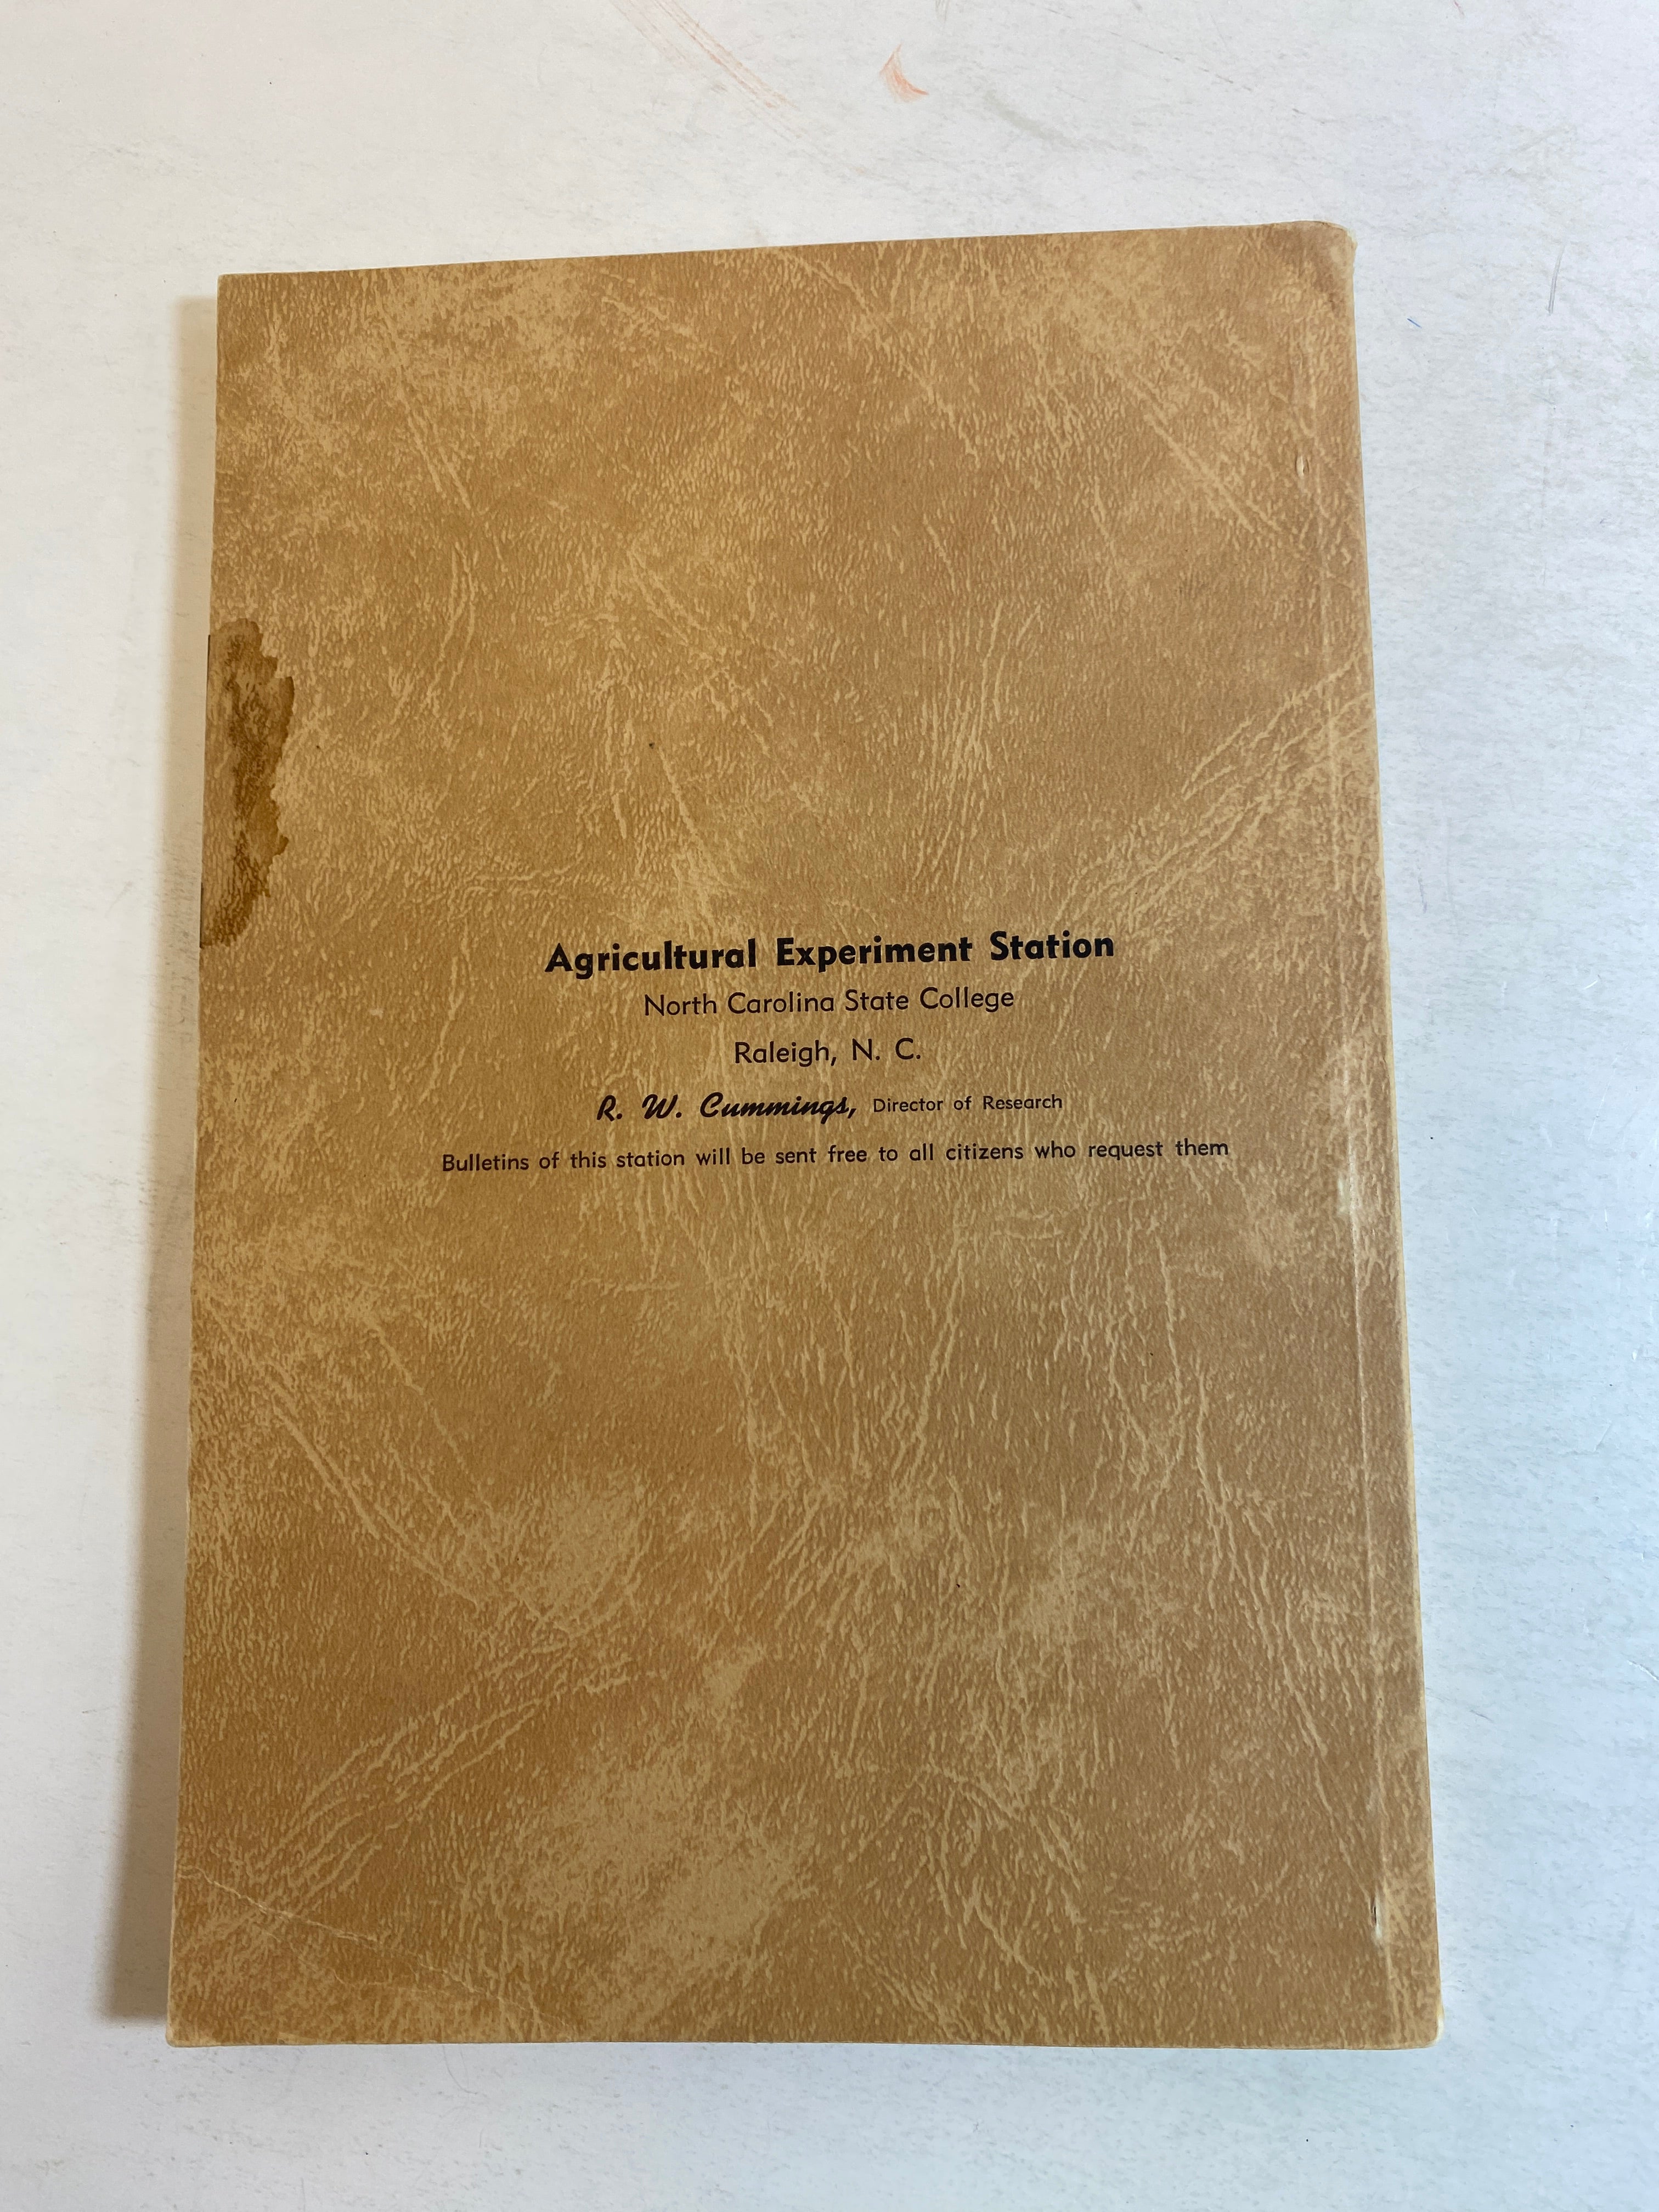 Agricultural Experiment Station
North Carolina State College
Raleigh, N. C.
R. W. Cummings, Director of Research
Bulletins of this station will be sent free to all citizens who request them